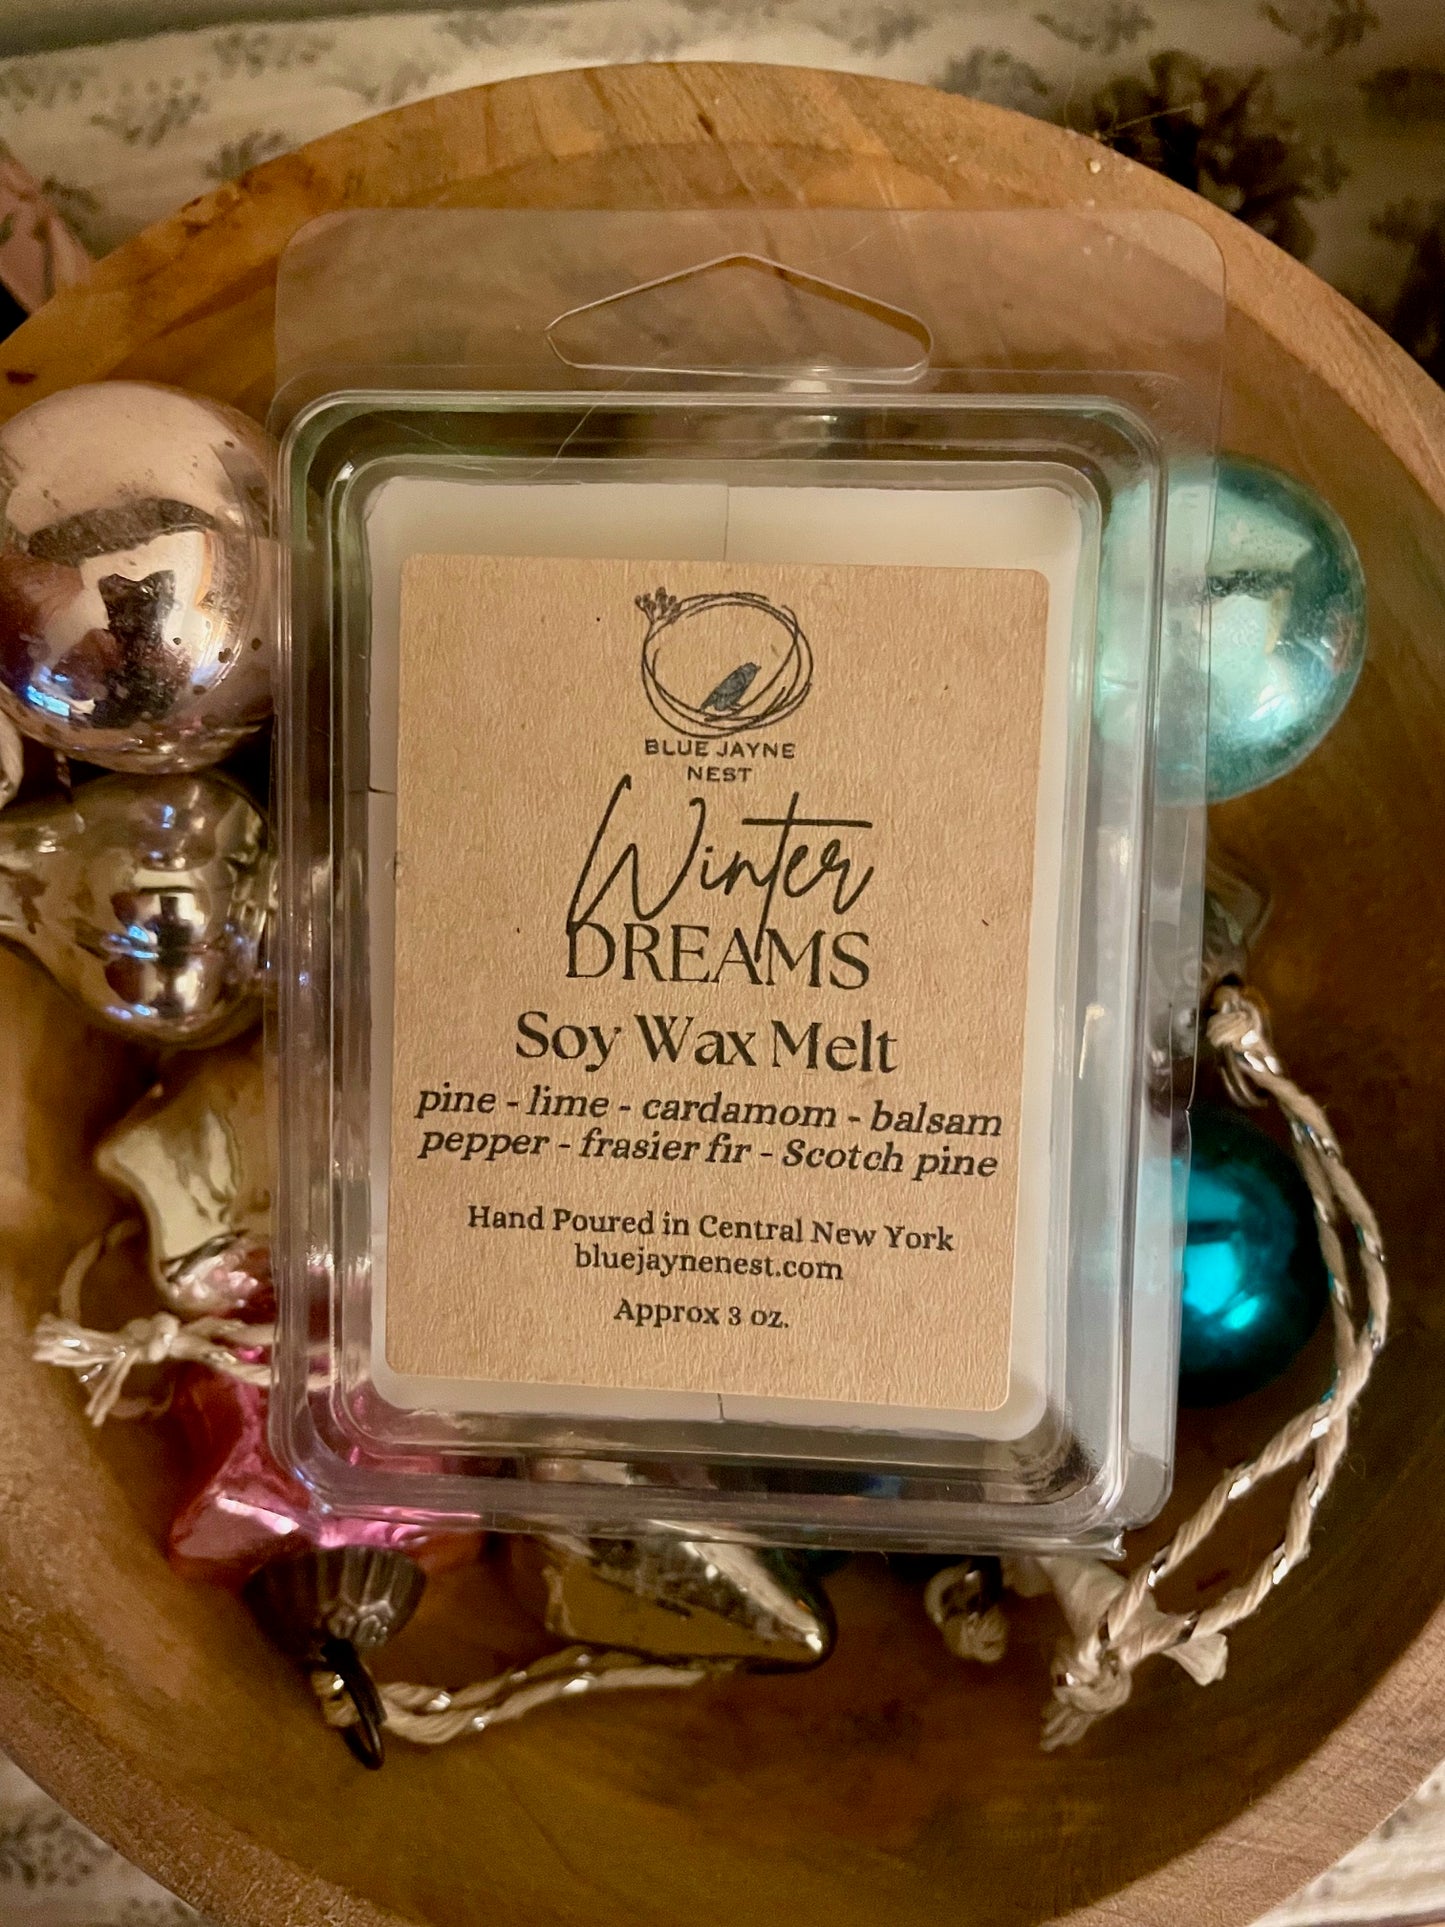 BLUE JAYNE
NEST
Winter
DREAMS
Soy Wax Melt
pine - lime - cardamom - balsam
pepper - frasier fir - Scotch pine
Hand Poured in Central New York
bluejaynenest.com
Approx 3 oz.